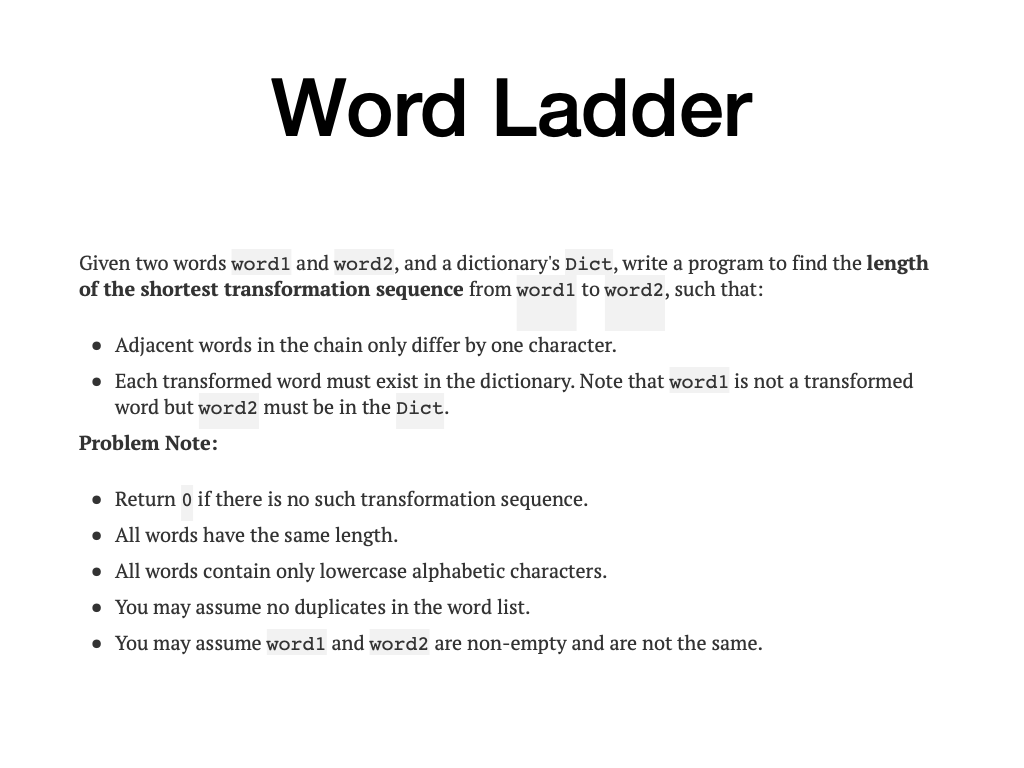 Word Ladder
Given two words word1 and word2, and a dictionary's Dict, write a program to find the length
of the shortest transformation sequence from word1 to word2, such that:
● Adjacent words in the chain only differ by one character.
● Each transformed word must exist in the dictionary. Note that word1 is not a transformed
word but word2 must be in the Dict.
Problem Note:
● Return 0 if there is no such transformation sequence.
● All words have the same length.
● All words contain only lowercase alphabetic characters.
● You may assume no duplicates in the word list.
● You may assume word1 and word2 are non-empty and are not the same.